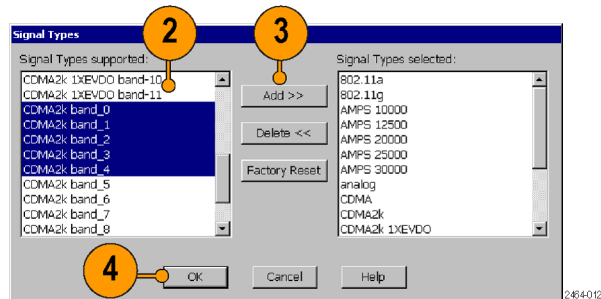 2
3
Signal Types
Signal Types supported:
CDMA2k 1XEVDO band-10
CDMA2k 1XEVDO band-11
CDMA2k band_0
CDMA2k band_1
CDMA2k band_2
CDMA2k band_3
CDMA2k band_4
CDMA2k band_5
CDMA2k band_6
CDMA2k band_7
CDMA2k band_8
Add >>
Delete <<
Factory Reset
Signal Types selected:
802.11a
802.11g
AMPS 10000
AMPS 12500
AMPS 20000
AMPS 25000
AMPS 30000
analog
CDMA
CDMA2k
CDMA2k 1XEVDO
4
OK
Cancel
Help
2464-012